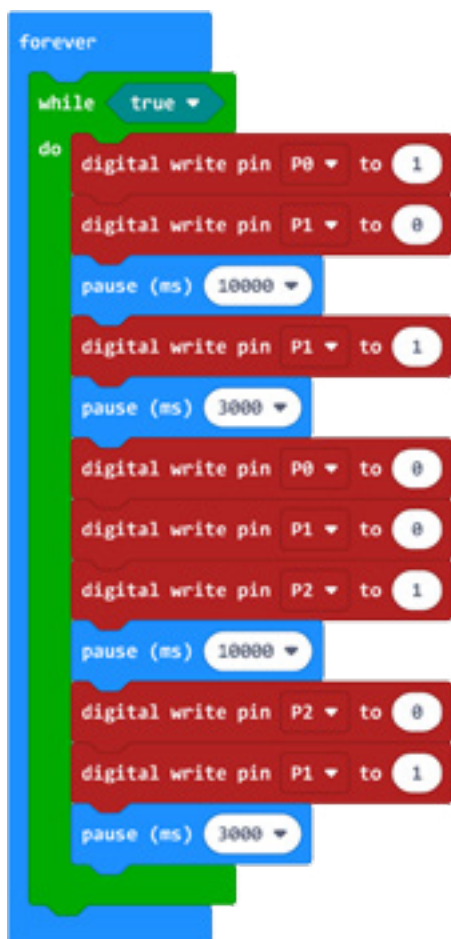 forever
while true
do
digital write pin P0 to 1
digital write pin P1 to 0
pause (ms) 10000
digital write pin P1 to 1
pause (ms) 3000
digital write pin P0 to 0
digital write pin P1 to 0
digital write pin P2 to 1
pause (ms) 10000
digital write pin P2 to 0
digital write pin P1 to 1
pause (ms) 3000